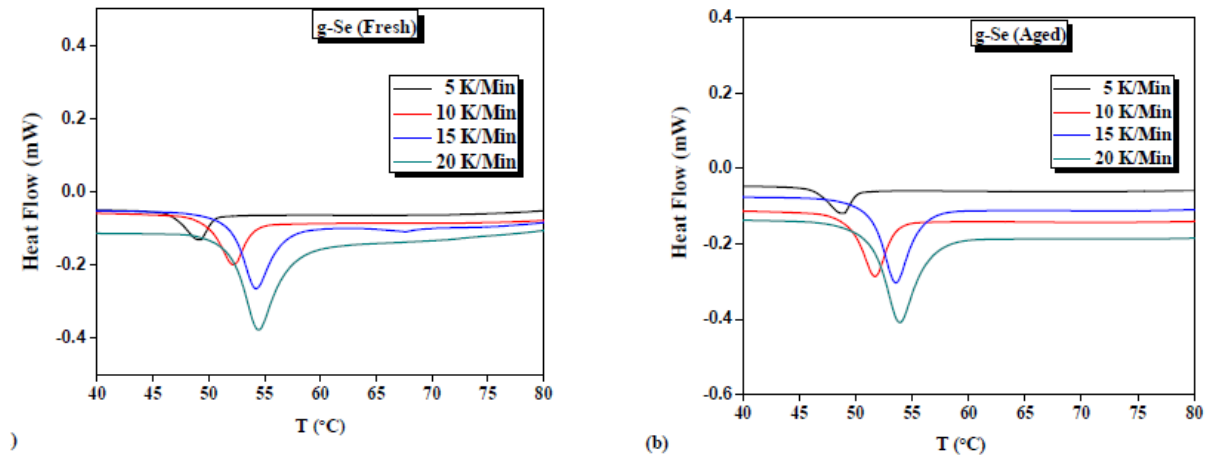 g-Se (Fresh)
5 K/Min
10 K/Min
15 K/Min
20 K/Min
Heat Flow (mW)
0.4
0.2
0.0
-0.2
-0.4
40 45 50 55 60 65 70 75 80
T (°C)
)
g-Se (Aged)
5 K/Min
10 K/Min
15 K/Min
20 K/Min
Heat Flow (mW)
0.4
0.2
0.0
-0.2
-0.4
-0.6
40 45 50 55 60 65 70 75 80
T (°C)
(b)